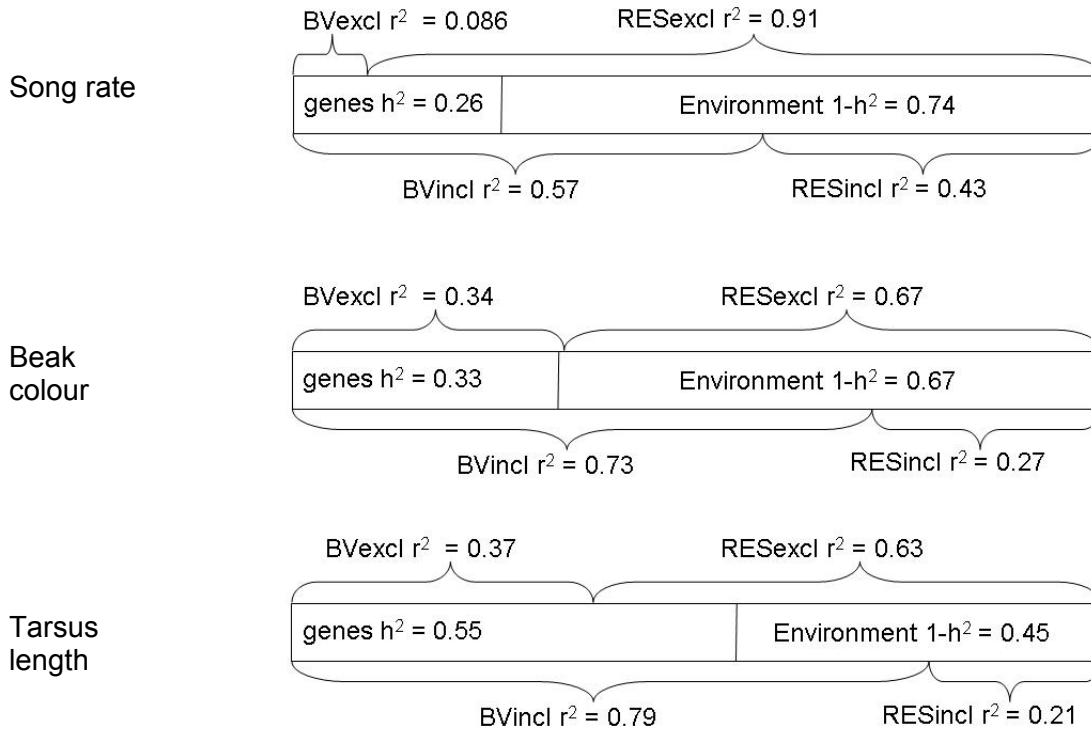 BVexcl r² = 0.086
RESexcl r² = 0.91
Song rate
genes h² = 0.26
Environment 1-h² = 0.74
BVincl r² = 0.57
RESincl r² = 0.43
BVexcl r² = 0.34
RESexcl r² = 0.67
Beak
colour
genes h² = 0.33
Environment 1-h² = 0.67
BVincl r² = 0.73
RESincl r² = 0.27
BVexcl r² = 0.37
RESexcl r² = 0.63
Tarsus
length
genes h² = 0.55
Environment 1-h² = 0.45
BVincl r² = 0.79
RESincl r² = 0.21